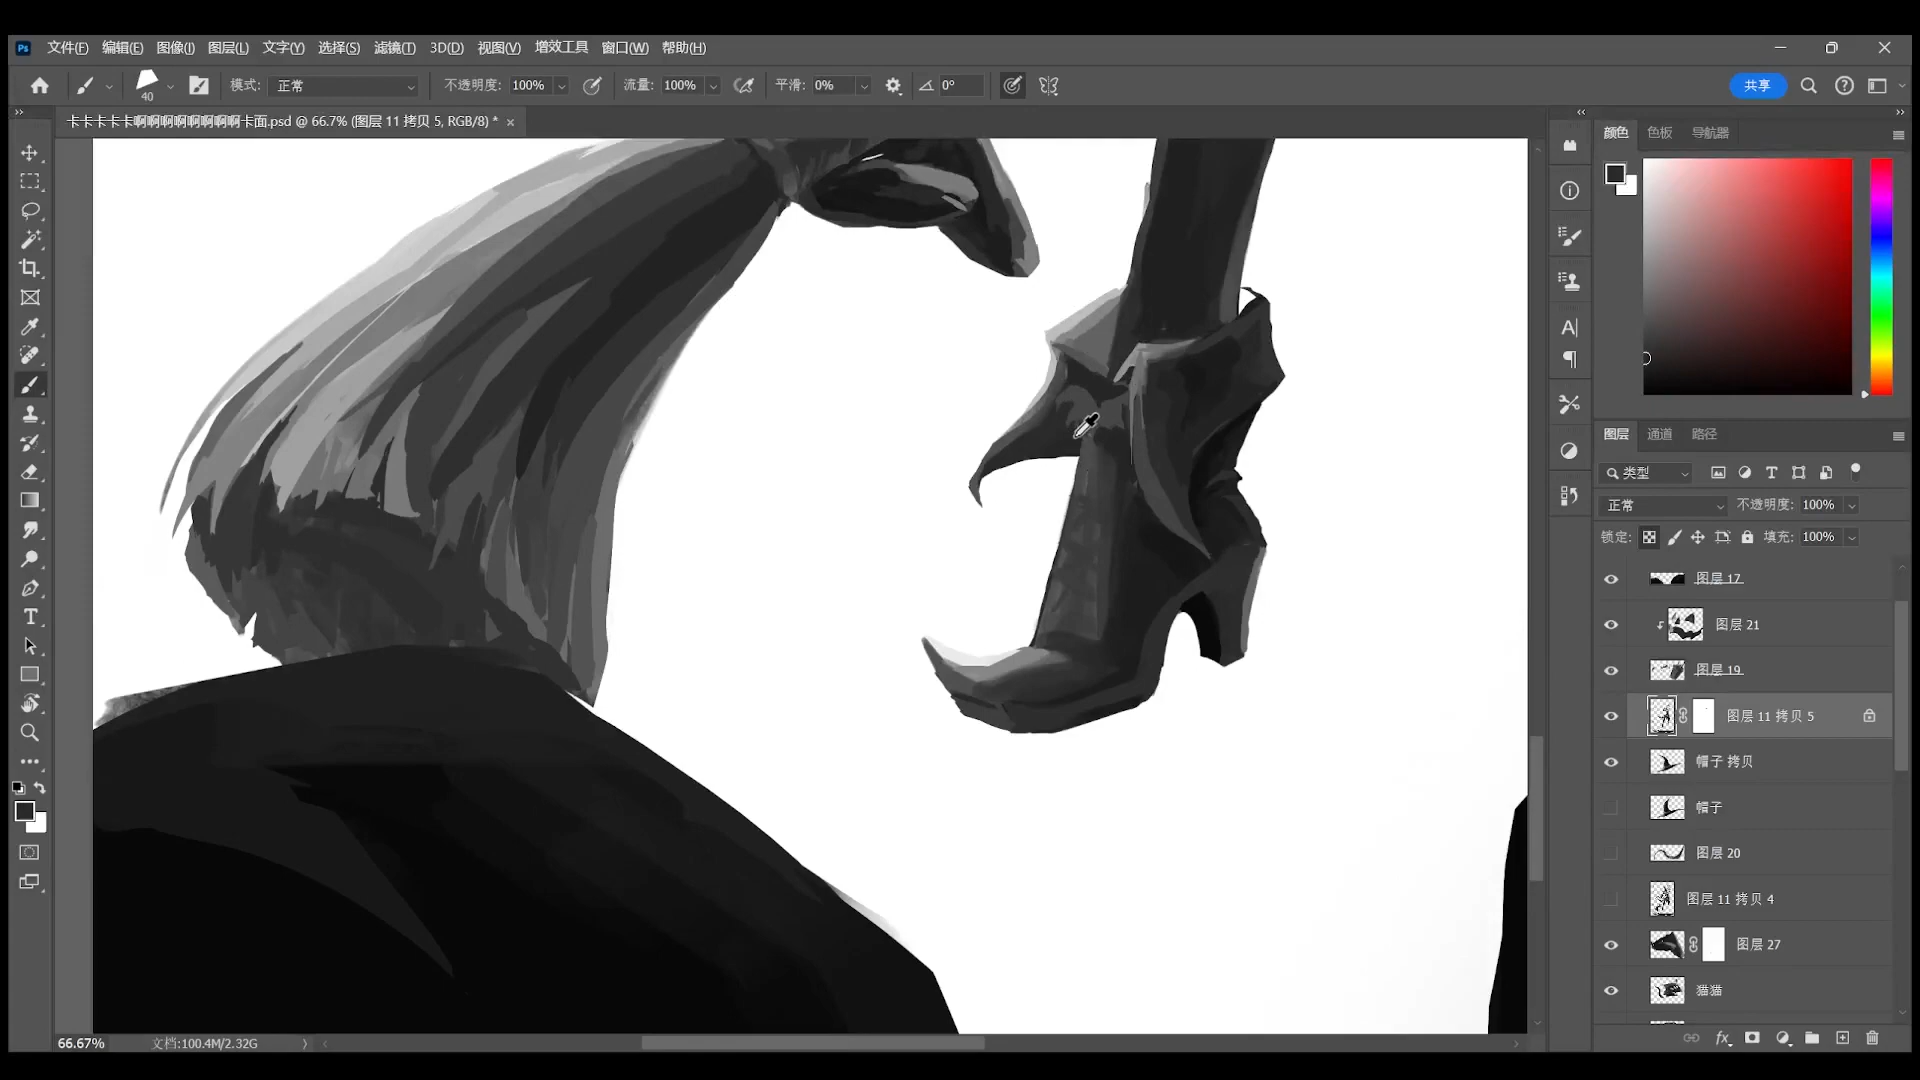 Ps 文件(F) 编辑(E) 图像(I) 图层(L) 文字(Y) 选择(S) 滤镜(T) 3D(D) 视图(V) 增效工具 窗口(W) 帮助(H)
40 模式: 正常 不透明度: 100% 流量: 100% 平滑: 0% 0° 共享
卡卡卡卡卡啊啊啊啊啊啊啊啊卡面.psd @ 66.7% (图层 11 拷贝 5, RGB/8) *
颜色 色板 导航器
图层 通道 路径
类型
正常 不透明度: 100%
锁定: 填充: 100%
图层 17
图层 21
图层 19
图层 11 拷贝 5
帽子 拷贝
帽子
图层 20
图层 11 拷贝 4
图层 27
猫猫
66.67% 文档:100.4M/2.32G